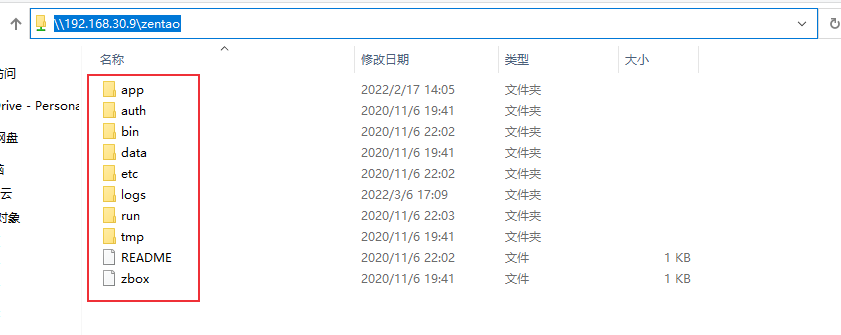 \\192.168.30.9\zentao
名称 修改日期 类型 大小
访问
app 2022/2/17 14:05 文件夹
Drive - Persona auth 2020/11/6 19:41 文件夹
bin 2020/11/6 22:02 文件夹
网盘 data 2020/11/6 19:41 文件夹
etc 2020/11/6 22:02 文件夹
云 logs 2022/3/6 17:09 文件夹
对象 run 2020/11/6 22:03 文件夹
tmp 2020/11/6 19:41 文件夹
README 2020/11/6 22:02 文件 1 KB
zbox 2020/11/6 19:41 文件 1 KB